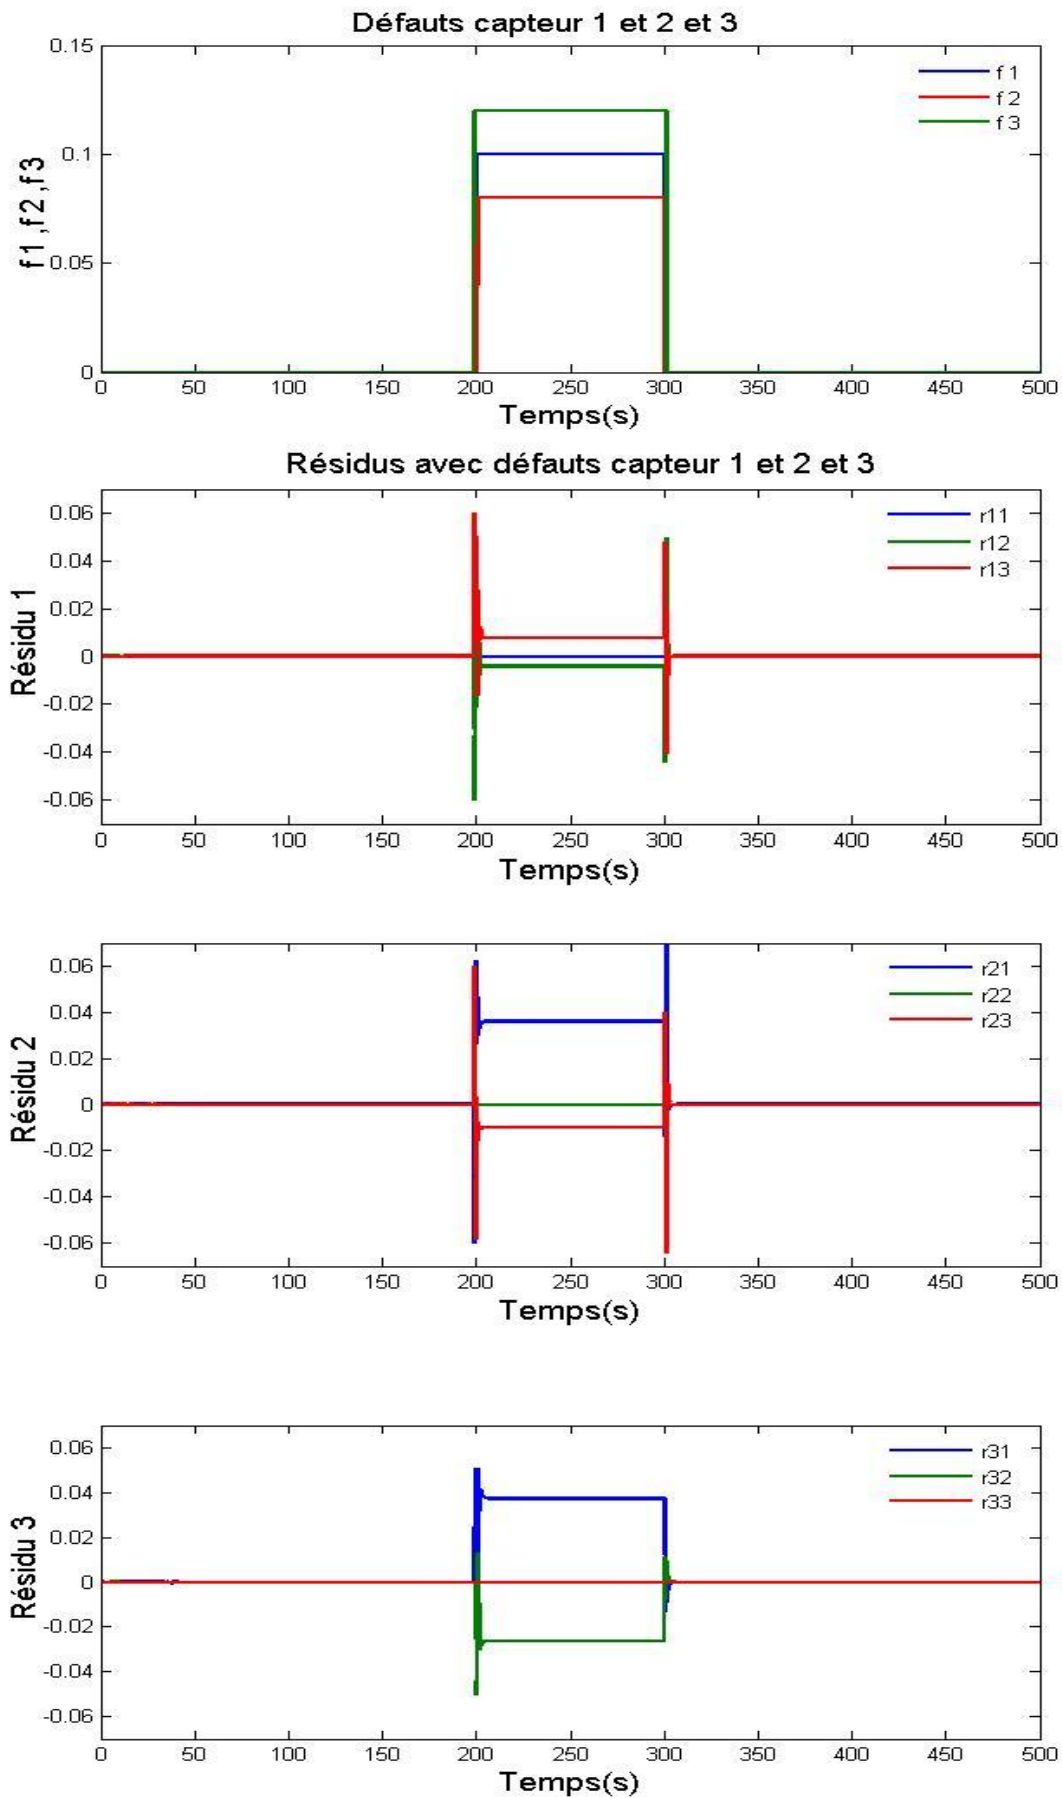 Défauts capteur 1 et 2 et 3
0.15
0.1
0.05
0
f1,f2,f3
f 1
f 2
f 3
0 50 100 150 200 250 300 350 400 450 500
Temps(s)
Résidus avec défauts capteur 1 et 2 et 3
0.06
0.04
0.02
0
-0.02
-0.04
-0.06
Résidu 1
r11
r12
r13
0 50 100 150 200 250 300 350 400 450 500
Temps(s)
0.06
0.04
0.02
0
-0.02
-0.04
-0.06
Résidu 2
r21
r22
r23
0 50 100 150 200 250 300 350 400 450 500
Temps(s)
0.06
0.04
0.02
0
-0.02
-0.04
-0.06
Résidu 3
r31
r32
r33
0 50 100 150 200 250 300 350 400 450 500
Temps(s)